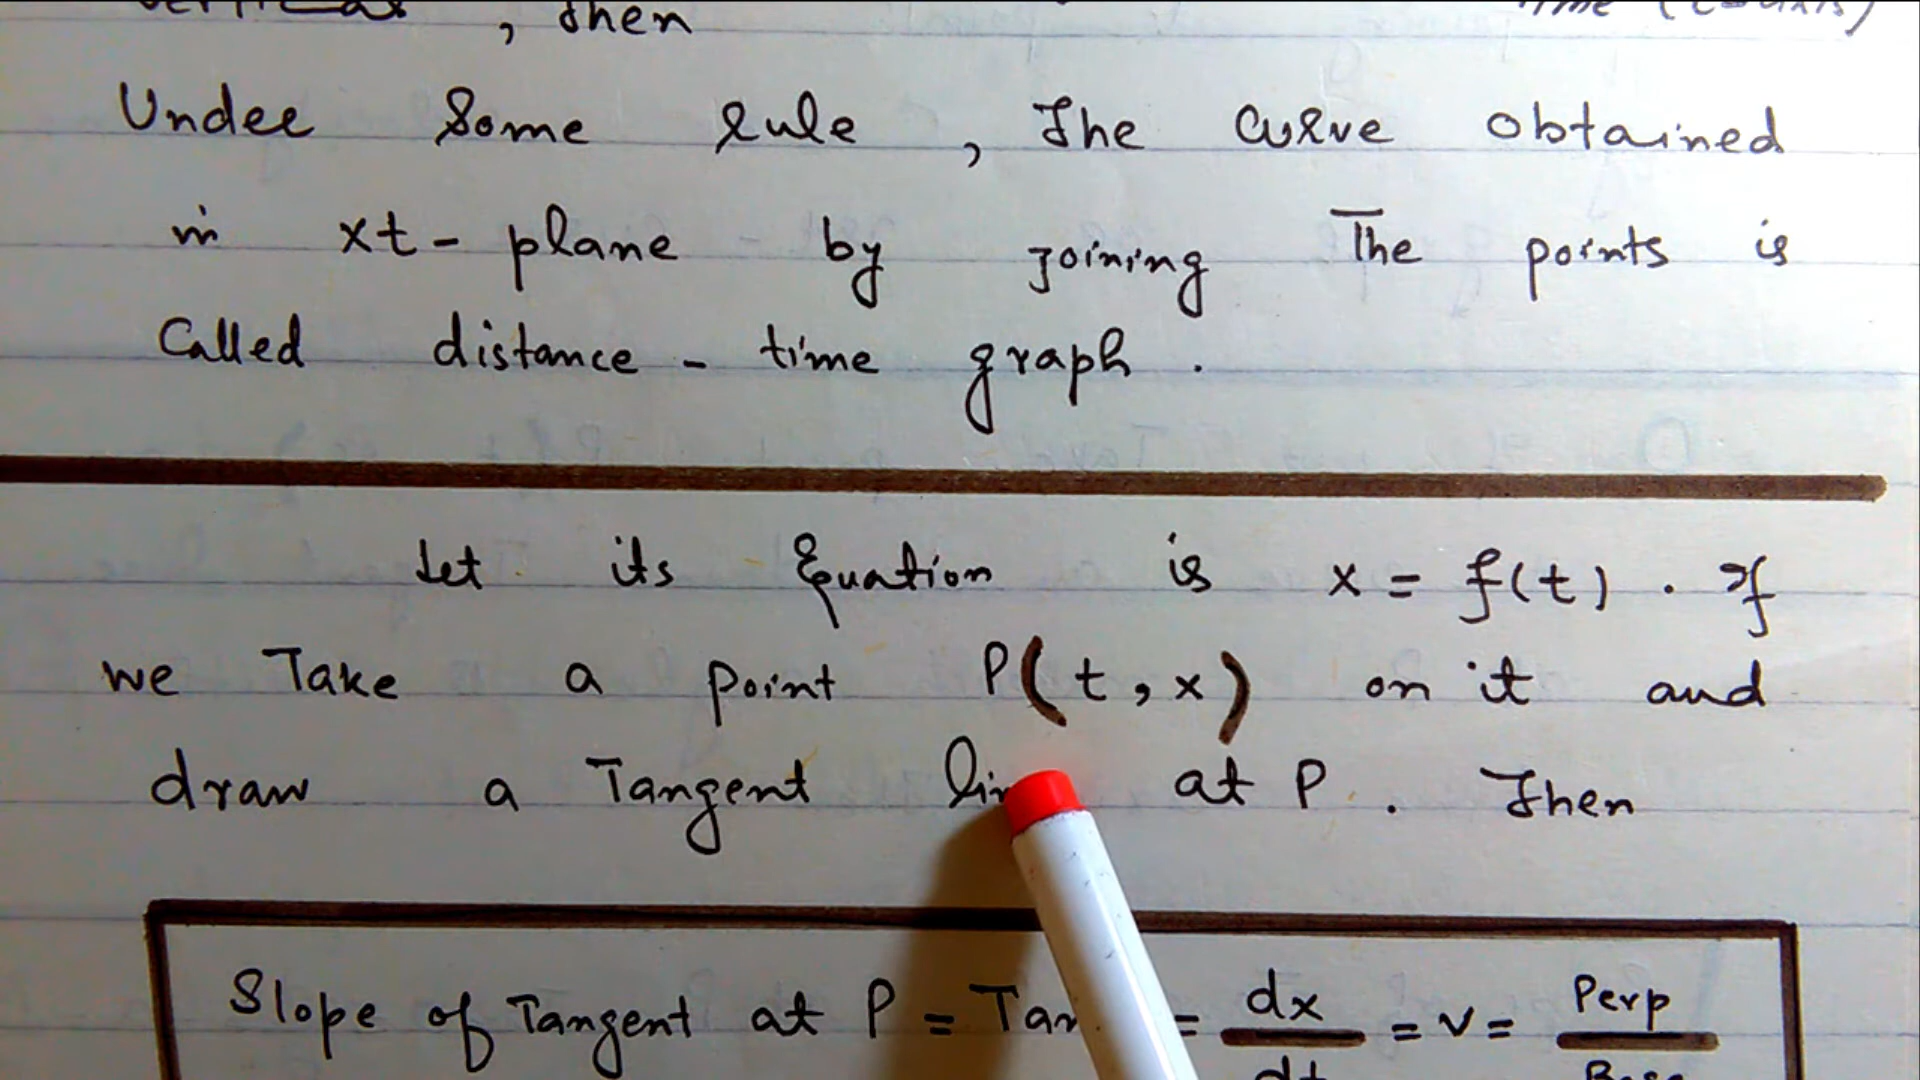 , Then
Under Some rule , The Curve obtained
in xt - plane by joining The points is
Called distance - time graph .
Let its Equation is x = f(t) . If
we Take a point P(t, x) on it and
draw a Tangent at P . Then
Slope of Tangent at P = = dx/dt = v = Perp